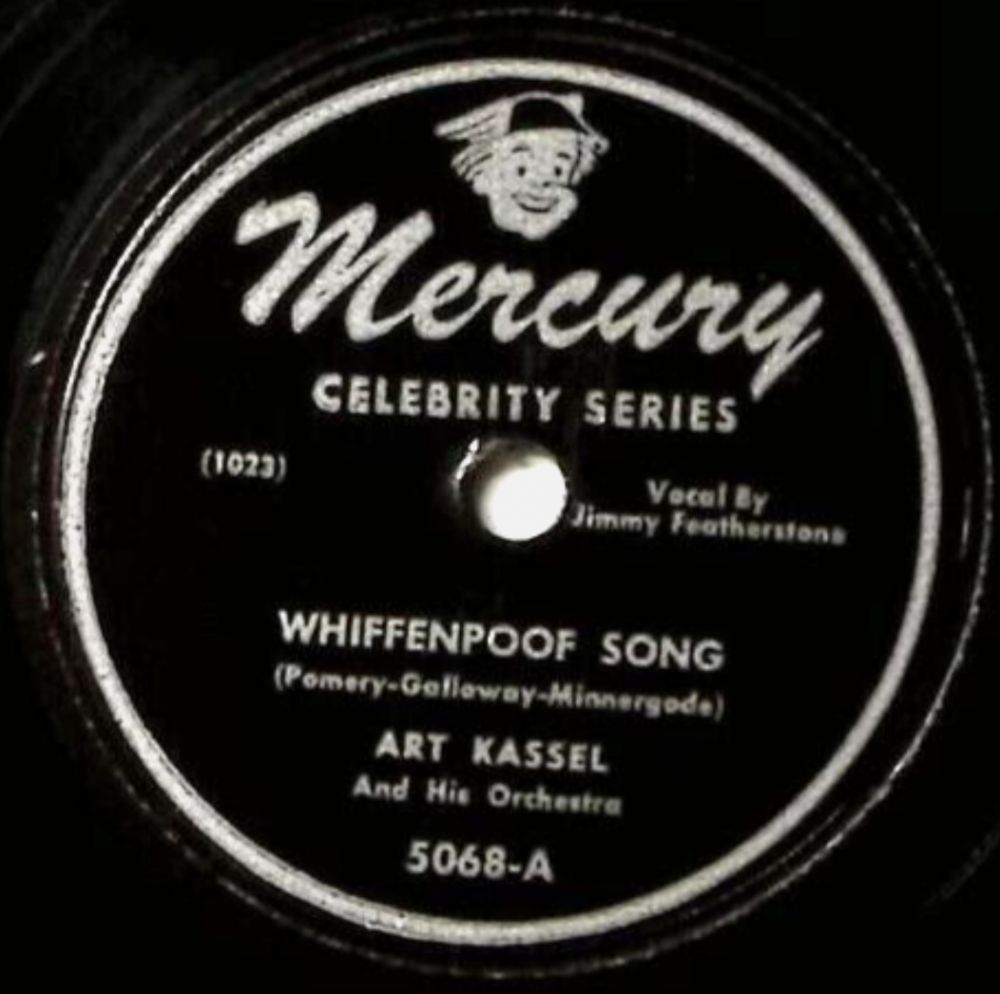 Mercury
CELEBRITY SERIES
(1023)
Vocal By
Jimmy Featherstone
WHIFFENPOOF SONG
(Pomery-Galloway-Minnergode)
ART KASSEL
And His Orchestra
5068-A